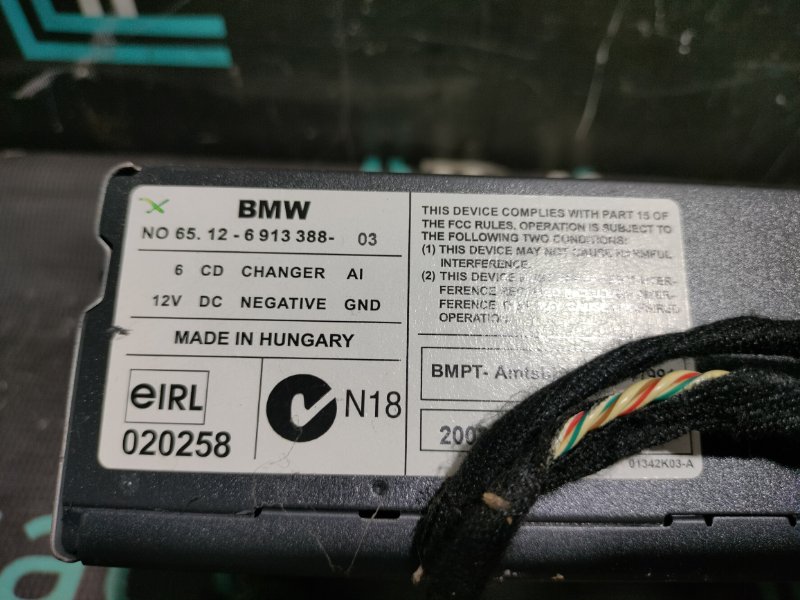 BMW
NO 65. 12 - 6 913 388- 03
6 CD CHANGER AI
12V DC NEGATIVE GND
MADE IN HUNGARY
eIRL
020258
N18
THIS DEVICE COMPLIES WITH PART 15 OF
THE FCC RULES. OPERATION IS SUBJECT TO
THE FOLLOWING TWO CONDITIONS:
(1) THIS DEVICE MAY NOT CAUSE HARMFUL
INTERFERENCE.
(2) THIS DEVICE
FERENCE
FERENCE
OPERATION
BMPT-
01342K03-A